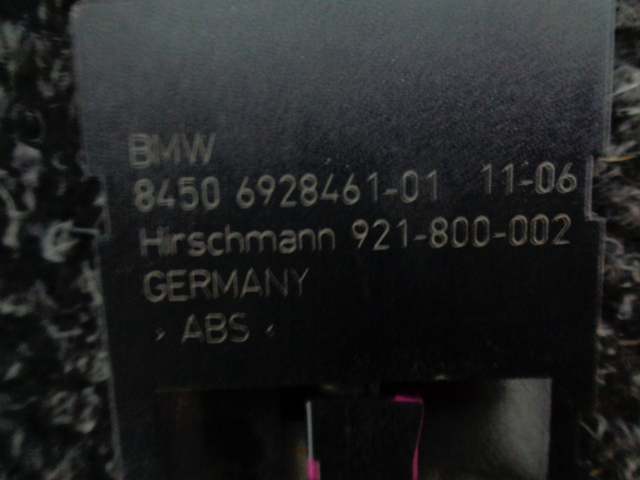 BMW
8450 6928461-01 11-06
Hirschmann 921-800-002
GERMANY
> ABS <